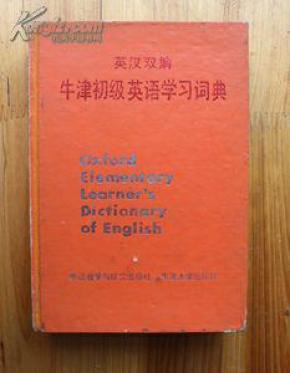 英汉双解
牛津初级英语学习词典
Oxford
Elementary
Learner's
Dictionary
of English